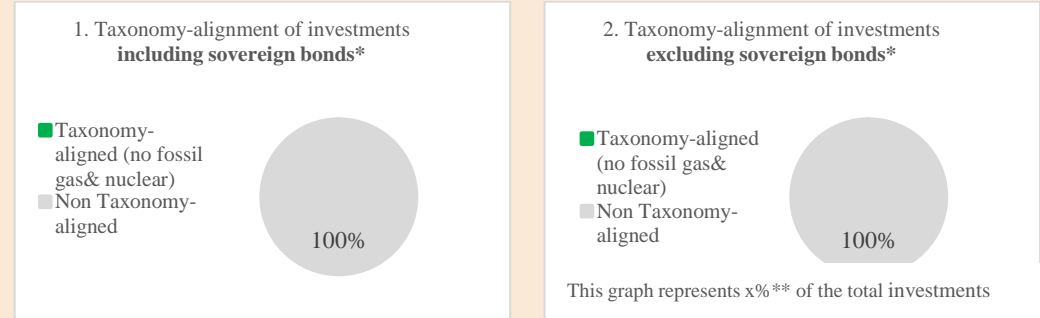 1. Taxonomy-alignment of investments
including sovereign bonds*
Taxonomy-
aligned (no fossil
gas& nuclear)
Non Taxonomy-
aligned
100%
2. Taxonomy-alignment of investments
excluding sovereign bonds*
Taxonomy-aligned
(no fossil gas&
nuclear)
Non Taxonomy-
aligned
100%
This graph represents x%** of the total investments